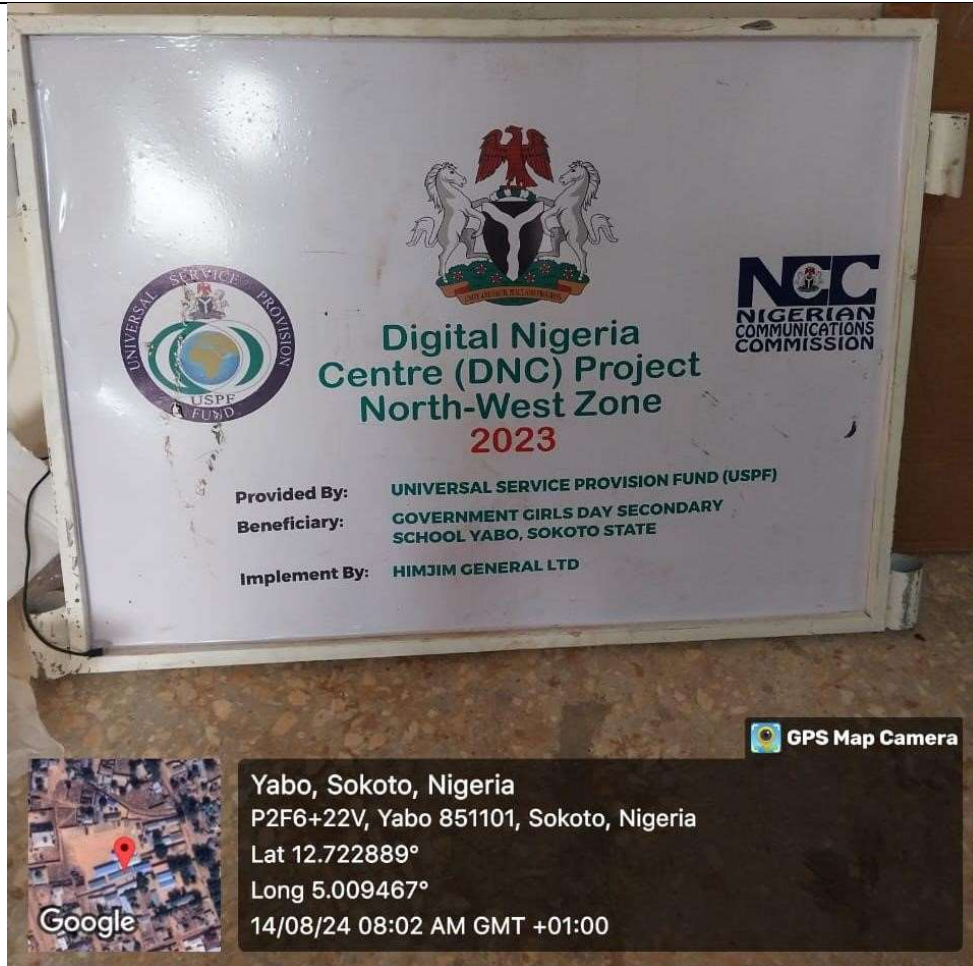 UNIVERSAL SERVICE PROVISION
USPF
FUND
NCC
NIGERIAN
COMMUNICATIONS
COMMISSION
Digital Nigeria
Centre (DNC) Project
North-West Zone
2023
Provided By: UNIVERSAL SERVICE PROVISION FUND (USPF)
Beneficiary: GOVERNMENT GIRLS DAY SECONDARY
SCHOOL YABO, SOKOTO STATE
Implement By: HIMJIM GENERAL LTD
GPS Map Camera
Google
Yabo, Sokoto, Nigeria
P2F6+22V, Yabo 851101, Sokoto, Nigeria
Lat 12.722889°
Long 5.009467°
14/08/24 08:02 AM GMT +01:00